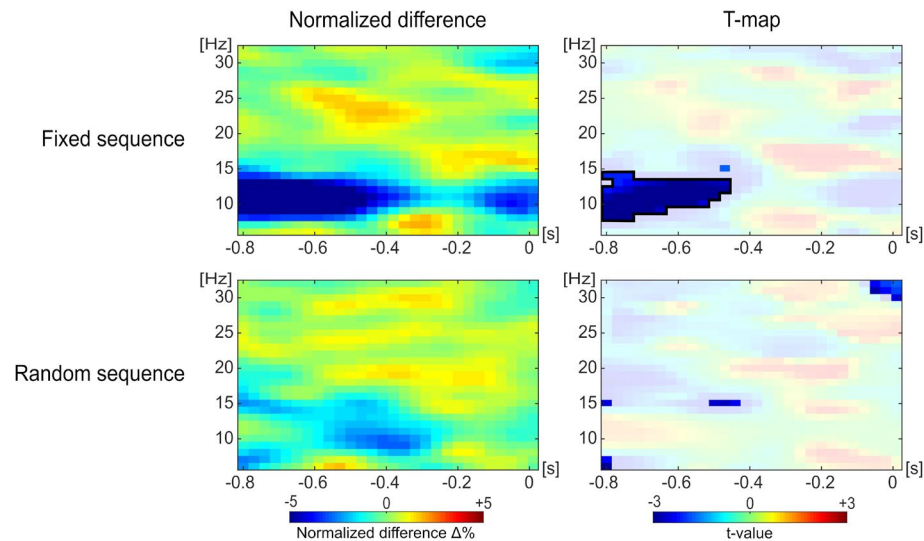 Normalized difference
T-map
[Hz]
30
25
20
15
10
-0.8 -0.6 -0.4 -0.2 0 [s]
Fixed sequence
[Hz]
30
25
20
15
10
-0.8 -0.6 -0.4 -0.2 0 [s]
[Hz]
30
25
20
15
10
-0.8 -0.6 -0.4 -0.2 0 [s]
Random sequence
[Hz]
30
25
20
15
10
-0.8 -0.6 -0.4 -0.2 0 [s]
-5 0 +5
Normalized difference Δ%
-3 0 +3
t-value